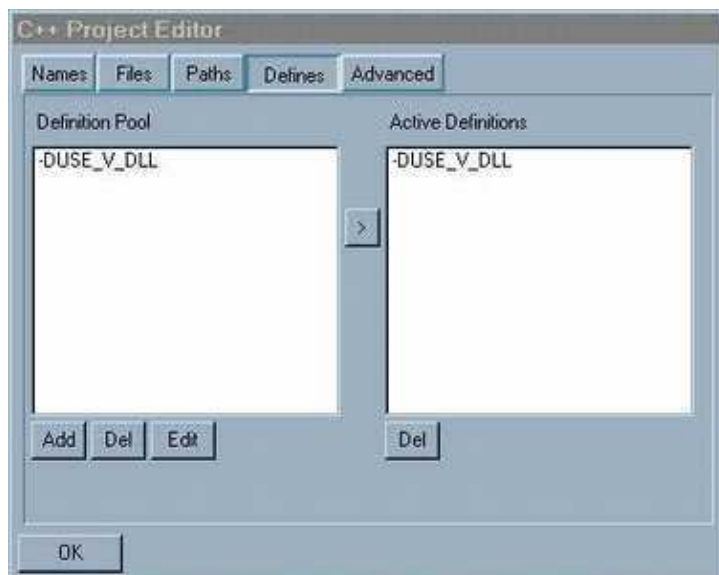 C++ Project Editor
Names Files Paths Defines Advanced
Definition Pool
Active Definitions
-DUSE_V_DLL
-DUSE_V_DLL
>
Add Del Edit
Del
OK